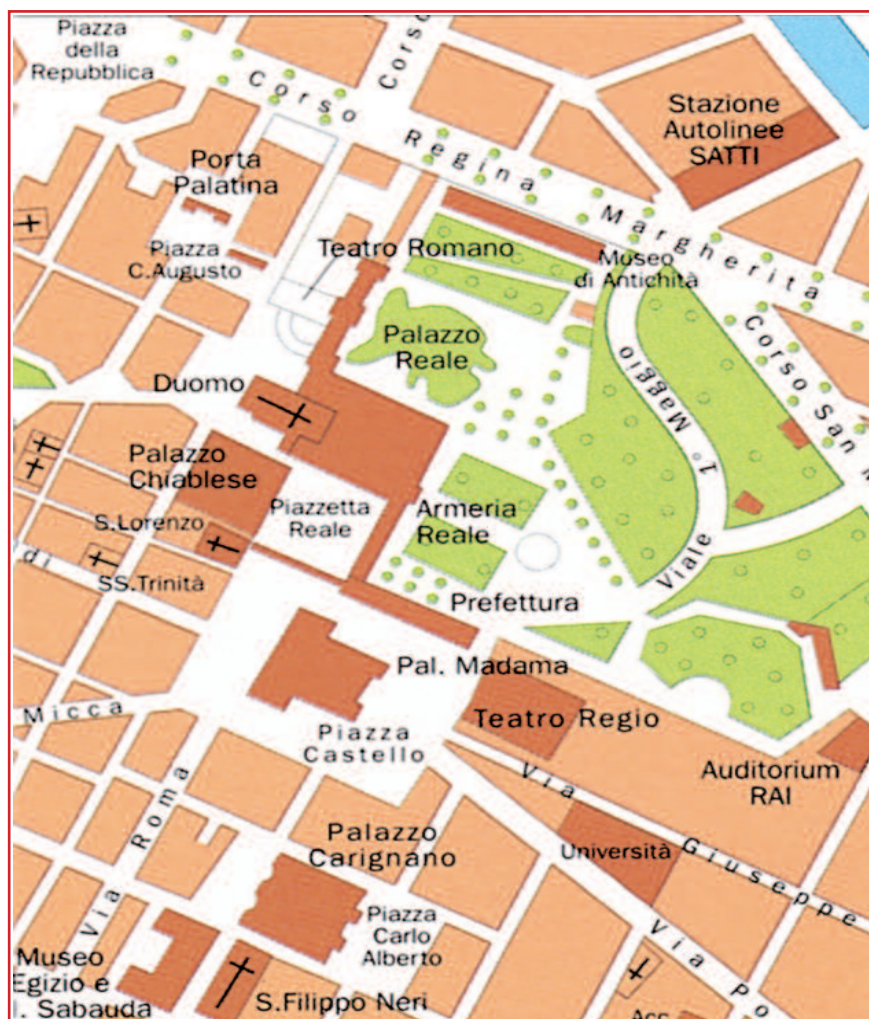 Piazza
della
Repubblica
Corso
Corso Regina Margherita
Stazione
Autolinee
SATTI
Porta
Palatina
Piazza
C.Augusto
Teatro Romano
Museo
di Antichità
Palazzo
Reale
Corso San
Duomo
Viale 1° Maggio
Palazzo
Chiablese
Piazzetta
Reale
Armeria
Reale
S.Lorenzo
di
SS.Trinità
Prefettura
Pal. Madama
Teatro Regio
Micca
Piazza
Castello
Auditorium
RAI
Via Roma
Via Giuseppe
Palazzo
Carignano
Università
Piazza
Carlo
Alberto
Via Po
Museo
Egizio e
l. Sabauda
S.Filippo Neri
Acc.